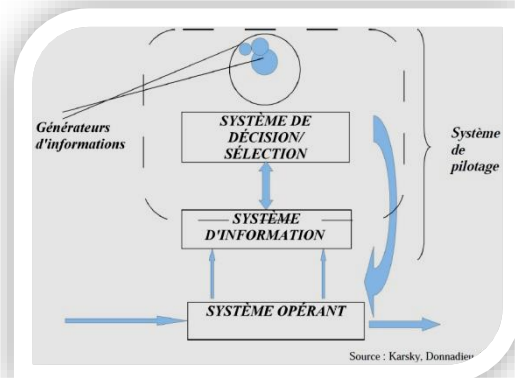 SYSTÈME DE
DÉCISION/
SÉLECTION
Générateurs
d'informations
Système
de
pilotage
SYSTÈME
D'INFORMATION
SYSTÈME OPÉRANT
Source : Karsky, Donnadieu